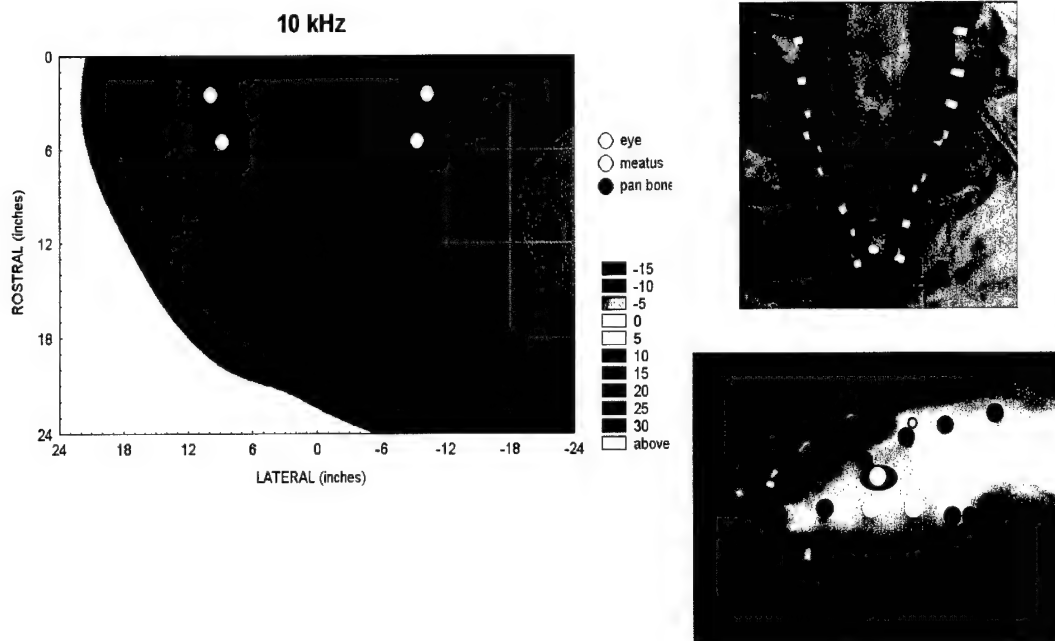 10 kHz
0
6
12
18
24
ROSTRAL (inches)
24 18 12 6 0 -6 -12 -18 -24
LATERAL (inches)
eye
meatus
pan bone
-15
-10
-5
0
5
10
15
20
25
30
above